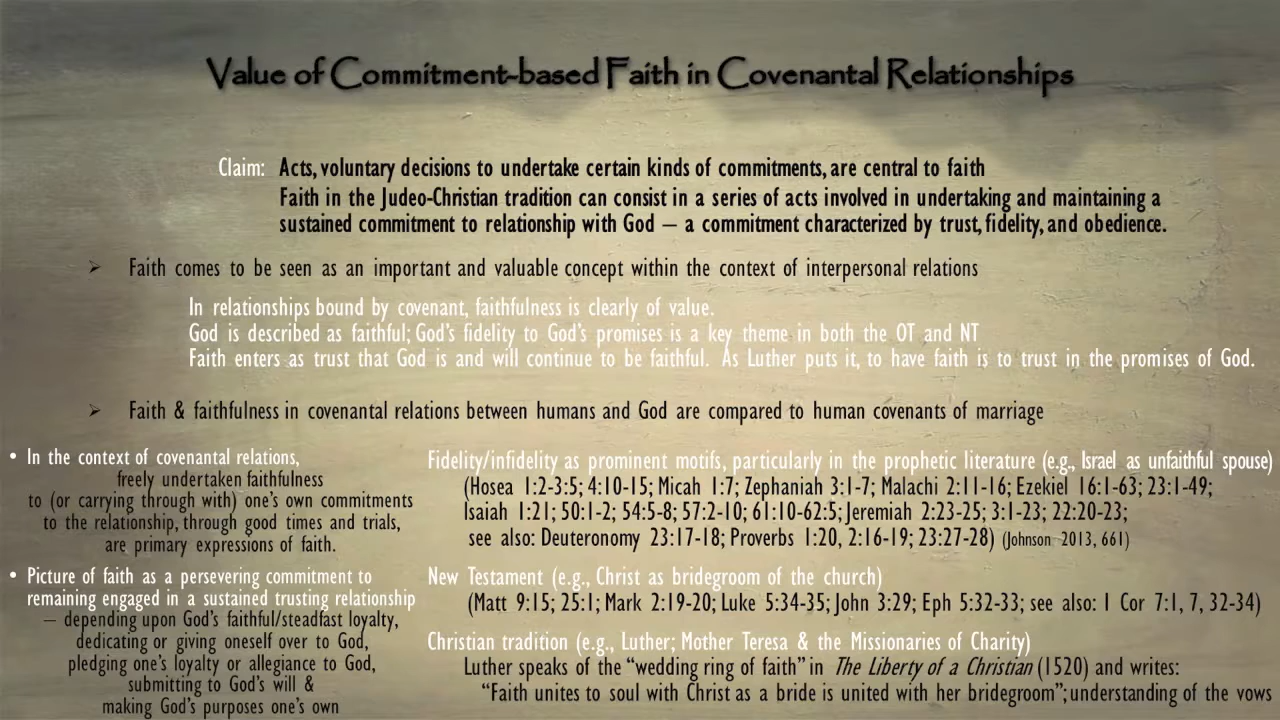 Value of Commitment-based Faith in Covenantal Relationships
Claim: Acts, voluntary decisions to undertake certain kinds of commitments, are central to faith
Faith in the Judeo-Christian tradition can consist in a series of acts involved in undertaking and maintaining a
sustained commitment to relationship with God – a commitment characterized by trust, fidelity, and obedience.
➢ Faith comes to be seen as an important and valuable concept within the context of interpersonal relations
In relationships bound by covenant, faithfulness is clearly of value.
God is described as faithful; God's fidelity to God's promises is a key theme in both the OT and NT
Faith enters as trust that God is and will continue to be faithful. As Luther puts it, to have faith is to trust in the promises of God.
➢ Faith & faithfulness in covenantal relations between humans and God are compared to human covenants of marriage
• In the context of covenantal relations,
freely undertaken faithfulness
to (or carrying through with) one's own commitments
to the relationship, through good times and trials,
are primary expressions of faith.
• Picture of faith as a persevering commitment to
remaining engaged in a sustained trusting relationship
– depending upon God's faithful/steadfast loyalty,
dedicating or giving oneself over to God,
pledging one's loyalty or allegiance to God,
submitting to God's will &
making God's purposes one's own
Fidelity/infidelity as prominent motifs, particularly in the prophetic literature (e.g., Israel as unfaithful spouse)
(Hosea 1:2-3:5; 4:10-15; Micah 1:7; Zephaniah 3:1-7; Malachi 2:11-16; Ezekiel 16:1-63; 23:1-49;
Isaiah 1:21; 50:1-2; 54:5-8; 57:2-10; 61:10-62:5; Jeremiah 2:23-25; 3:1-23; 22:20-23;
see also: Deuteronomy 23:17-18; Proverbs 1:20, 2:16-19; 23:27-28) (Johnson 2013, 661)
New Testament (e.g., Christ as bridegroom of the church)
(Matt 9:15; 25:1; Mark 2:19-20; Luke 5:34-35; John 3:29; Eph 5:32-33; see also: 1 Cor 7:1, 7, 32-34)
Christian tradition (e.g., Luther; Mother Teresa & the Missionaries of Charity)
Luther speaks of the “wedding ring of faith” in The Liberty of a Christian (1520) and writes:
“Faith unites to soul with Christ as a bride is united with her bridegroom”; understanding of the vows